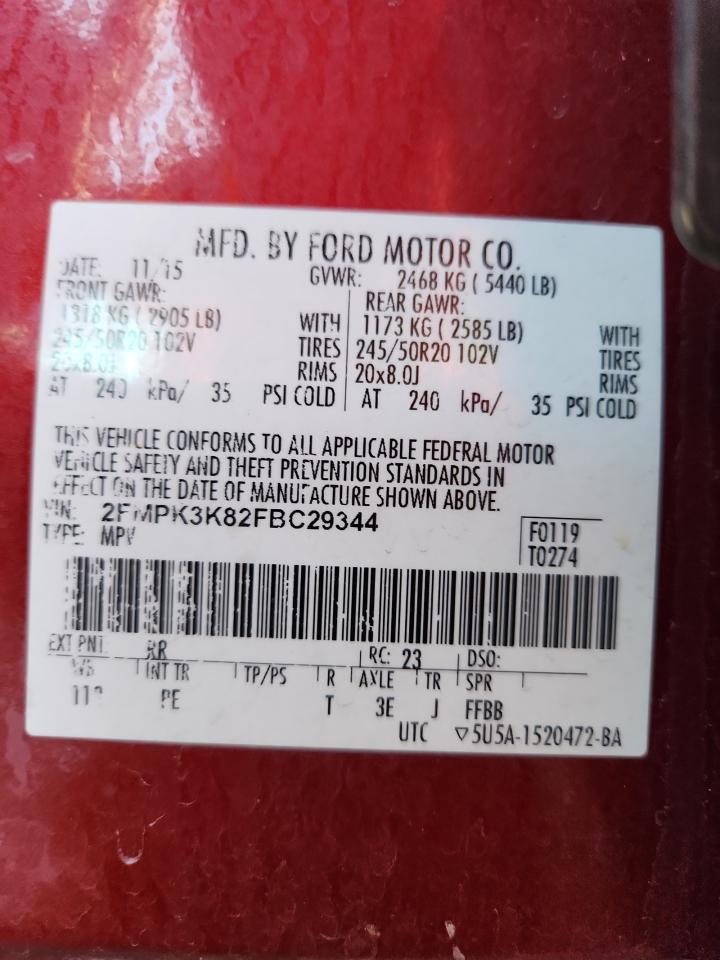 MFD. BY FORD MOTOR CO.
DATE: 11/15 GVWR: 2468 KG ( 5440 LB)
FRONT GAWR: REAR GAWR:
1318 KG ( 2905 LB) WITH 1173 KG ( 2585 LB) WITH
245/50R20 102V TIRES 245/50R20 102V TIRES
20x8.0J RIMS 20x8.0J RIMS
AT 240 kPa/ 35 PSI COLD AT 240 kPa/ 35 PSI COLD
THIS VEHICLE CONFORMS TO ALL APPLICABLE FEDERAL MOTOR
VEHICLE SAFETY AND THEFT PREVENTION STANDARDS IN
EFFECT ON THE DATE OF MANUFACTURE SHOWN ABOVE.
VIN: 2FMPK3K82FBC29344
TYPE: MPV F0119
T0274
EXT PNT: RR RC: 23 DSO:
WB INT TR TP/PS R AXLE TR SPR
PE T 3E J FFBB
UTC ▽5U5A-1520472-BA